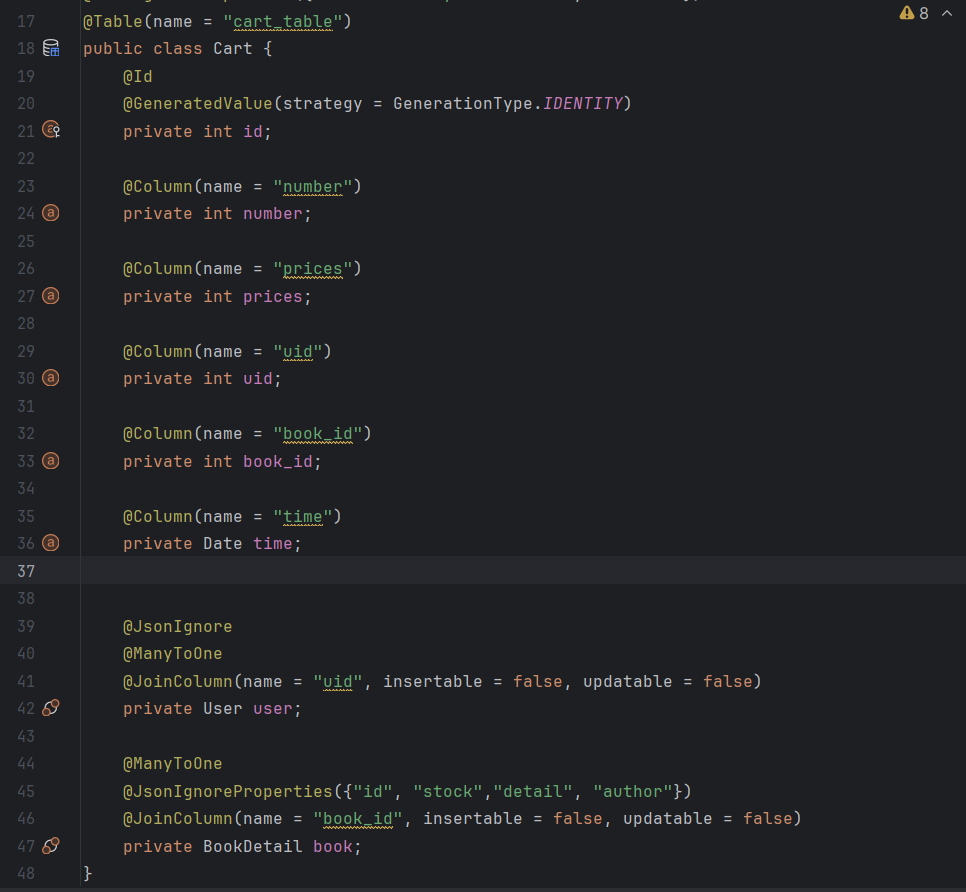 17 @Table(name = "cart_table") 8
18 public class Cart {
19     @Id
20     @GeneratedValue(strategy = GenerationType.IDENTITY)
21     private int id;
22
23     @Column(name = "number")
24     private int number;
25
26     @Column(name = "prices")
27     private int prices;
28
29     @Column(name = "uid")
30     private int uid;
31
32     @Column(name = "book_id")
33     private int book_id;
34
35     @Column(name = "time")
36     private Date time;
37
38
39     @JsonIgnore
40     @ManyToOne
41     @JoinColumn(name = "uid", insertable = false, updatable = false)
42     private User user;
43
44     @ManyToOne
45     @JsonIgnoreProperties({"id", "stock","detail", "author"})
46     @JoinColumn(name = "book_id", insertable = false, updatable = false)
47     private BookDetail book;
48 }